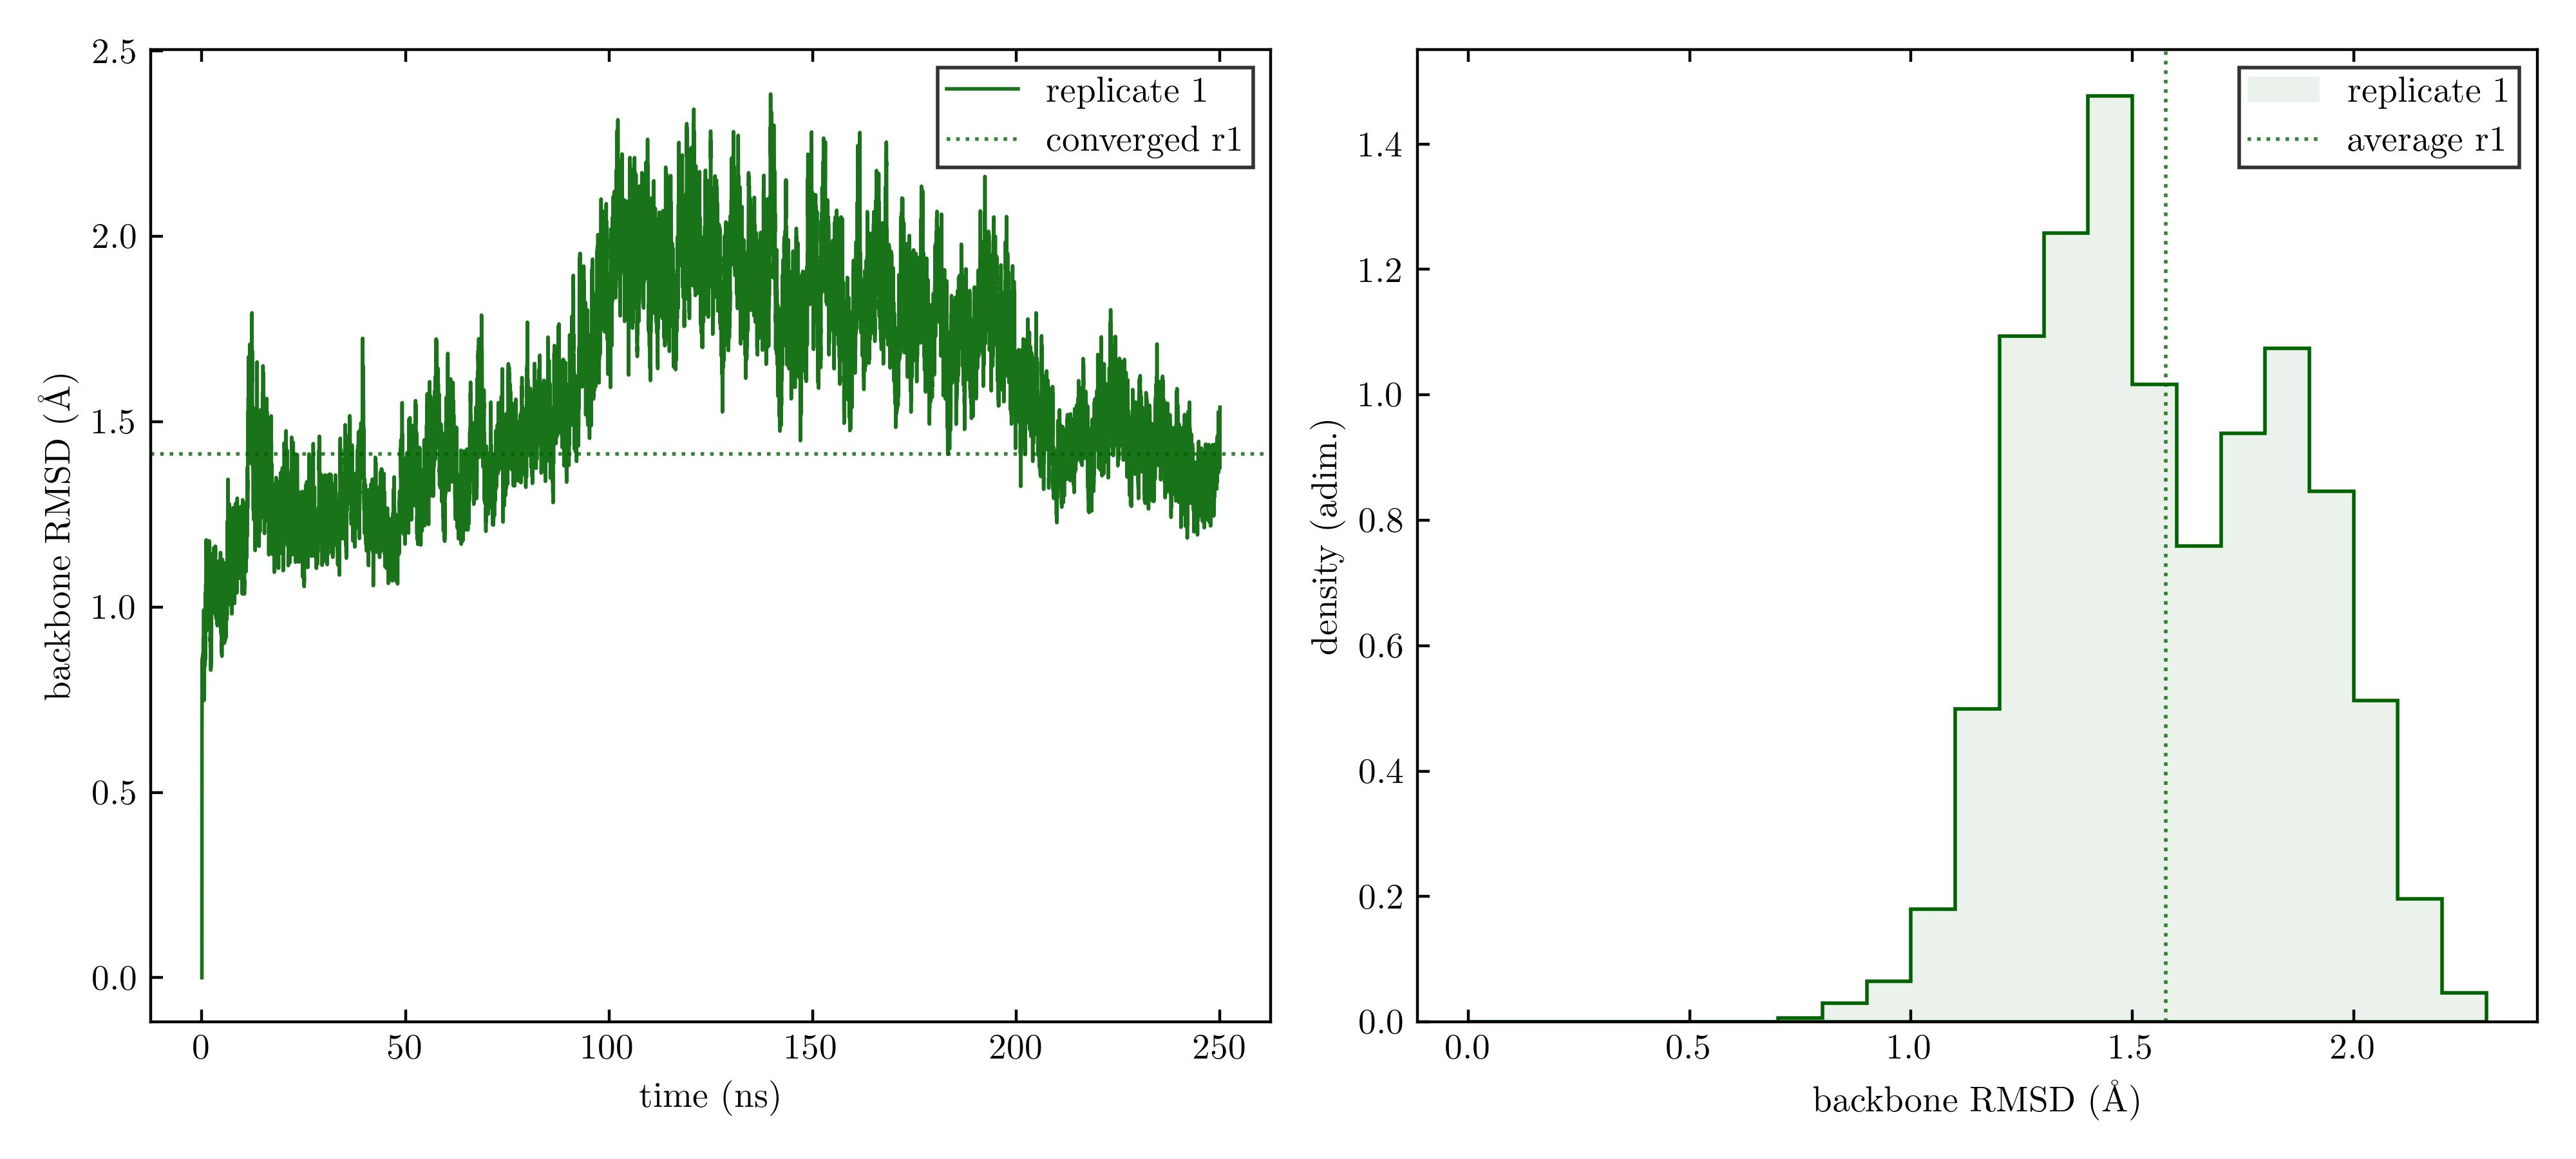 2.5
2.0
1.5
1.0
0.5
0.0
backbone RMSD (Å)
0 50 100 150 200 250
time (ns)
replicate 1
converged r1
1.4
1.2
1.0
0.8
0.6
0.4
0.2
0.0
density (adim.)
0.0 0.5 1.0 1.5 2.0
backbone RMSD (Å)
replicate 1
average r1